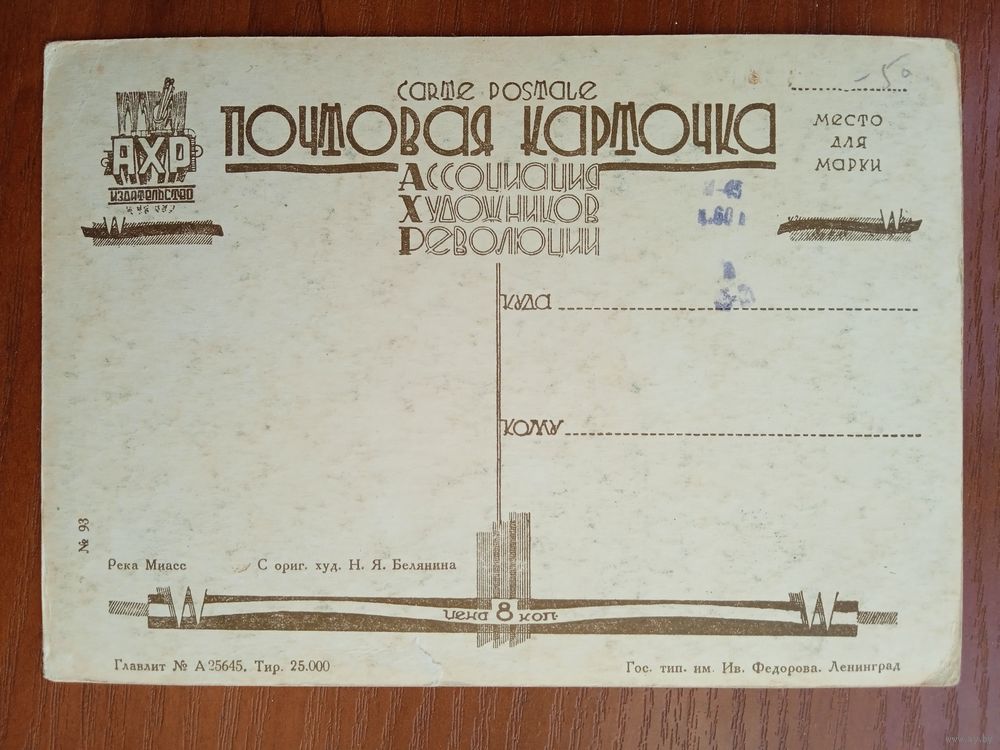 CARTE POSTALE
ПОЧТОВАЯ КАРТОЧКА
АССОЦИАЦИЯ
ХУДОЖНИКОВ
РЕВОЛЮЦИИ
АХР
ИЗДАТЕЛЬСТВО
-50
МЕСТО
ДЛЯ
МАРКИ
КУДА
КОМУ
№ 93
Река Миасс
С ориг. худ. Н. Я. Белянина
цена 8 коп.
Главлит № А 25645. Тир. 25.000
Гос. тип. им. Ив. Федорова. Ленинград